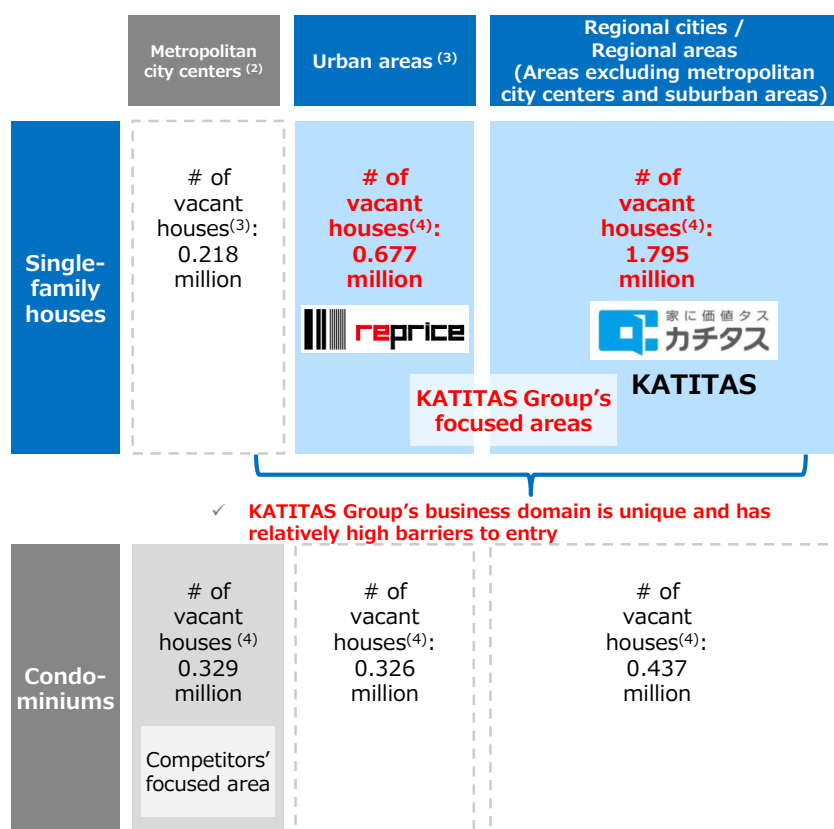 Metropolitan
city centers (2)
Urban areas (3)
Regional cities /
Regional areas
(Areas excluding metropolitan
city centers and suburban areas)
Single-
family
houses
# of
vacant
houses(3):
0.218
million
# of
vacant
houses(4):
0.677
million
reprice
# of
vacant
houses(4):
1.795
million
家に価値タス
カチタス
KATITAS
KATITAS Group’s
focused areas
✓ KATITAS Group’s business domain is unique and has
relatively high barriers to entry
Condo-
miniums
# of
vacant
houses (4)
0.329
million
Competitors’
focused area
# of
vacant
houses(4):
0.326
million
# of
vacant
houses(4):
0.437
million